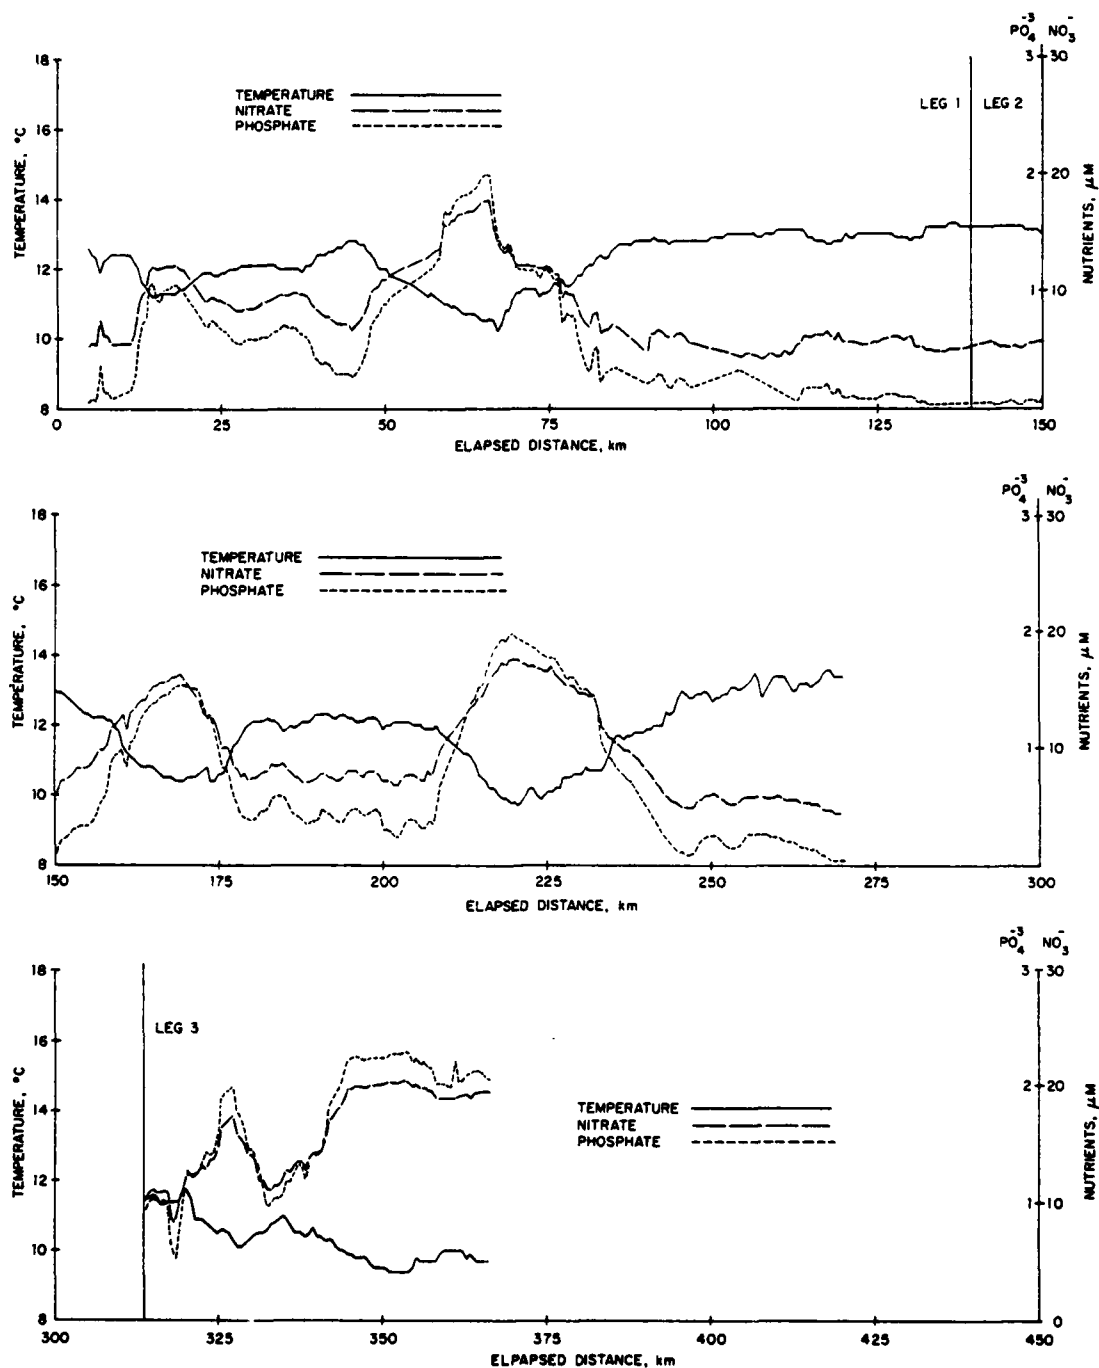 PO4-3 NO3-
18 3 30
TEMPERATURE
NITRATE
PHOSPHATE
LEG 1 LEG 2
16
2 20
14
TEMPERATURE, °C
NUTRIENTS, µM
12
1 10
10
8
0 25 50 75 100 125 150
ELAPSED DISTANCE, km
PO4-3 NO3-
18 3 30
TEMPERATURE
NITRATE
PHOSPHATE
16
2 20
14
TEMPERATURE, °C
NUTRIENTS, µM
12
1 10
10
8 0
150 175 200 225 250 275 300
ELAPSED DISTANCE, km
PO4-3 NO3-
18 3 30
LEG 3
16
2 20
14
TEMPERATURE
NITRATE
PHOSPHATE
TEMPERATURE, °C
NUTRIENTS, µM
12
1 10
10
8 0
300 325 350 375 400 425 450
ELPAPSED DISTANCE, km